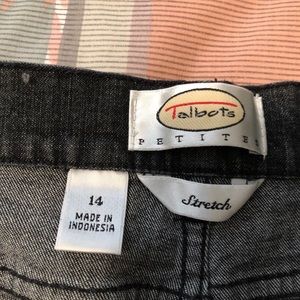 Talbots
PETITES
Stretch
14
MADE IN
INDONESIA